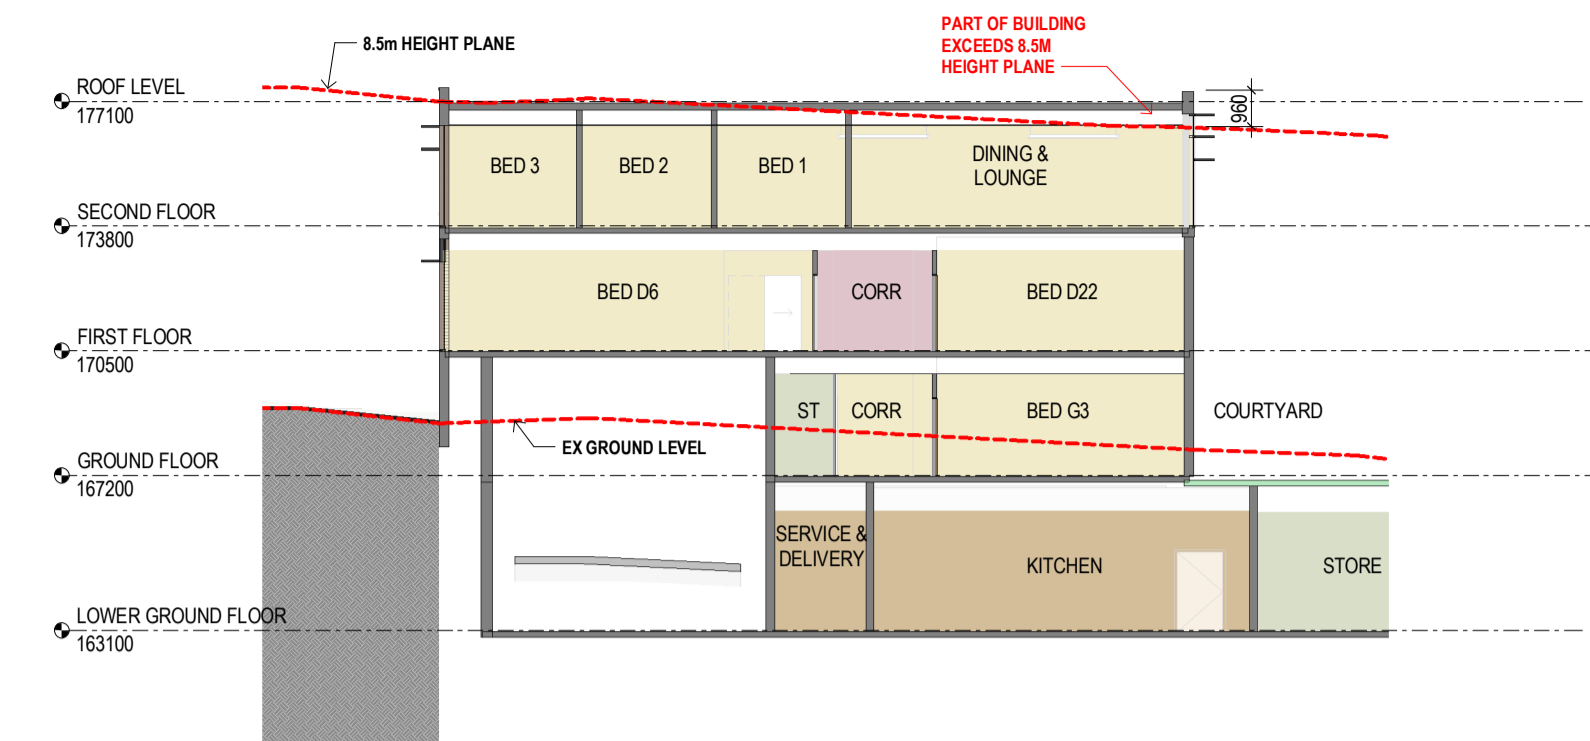 PART OF BUILDING
EXCEEDS 8.5M
HEIGHT PLANE
8.5m HEIGHT PLANE
ROOF LEVEL
177100
960
BED 3
BED 2
BED 1
DINING &
LOUNGE
SECOND FLOOR
173800
BED D6
CORR
BED D22
FIRST FLOOR
170500
ST
CORR
BED G3
COURTYARD
EX GROUND LEVEL
GROUND FLOOR
167200
SERVICE &
DELIVERY
KITCHEN
STORE
LOWER GROUND FLOOR
163100